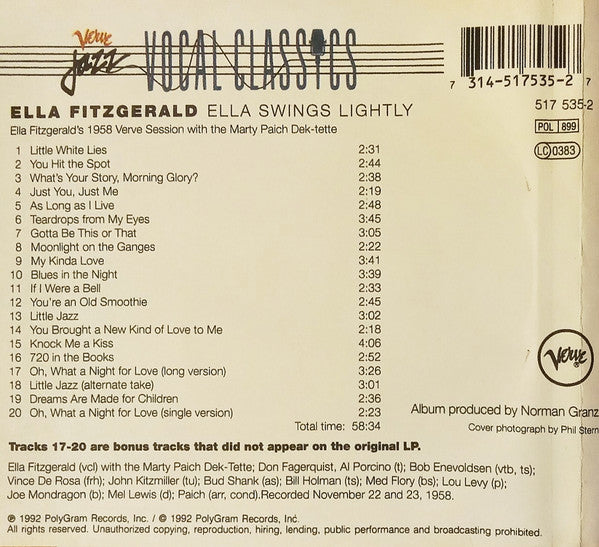 Verve
jazz VOCAL CLASSICS
7 314-517535-2 7
ELLA FITZGERALD ELLA SWINGS LIGHTLY
517 535-2
Ella Fitzgerald's 1958 Verve Session with the Marty Paich Dek-tette
POL 899
LC 0383
1 Little White Lies 2:31
2 You Hit the Spot 2:44
3 What's Your Story, Morning Glory? 2:38
4 Just You, Just Me 2:19
5 As Long as I Live 2:48
6 Teardrops from My Eyes 3:45
7 Gotta Be This or That 3:05
8 Moonlight on the Ganges 2:22
9 My Kinda Love 3:41
10 Blues in the Night 3:39
11 If I Were a Bell 2:33
12 You're an Old Smoothie 2:45
13 Little Jazz 3:02
14 You Brought a New Kind of Love to Me 2:18
15 Knock Me a Kiss 4:06
16 720 in the Books 2:52
17 Oh, What a Night for Love (long version) 3:26
18 Little Jazz (alternate take) 3:01
19 Dreams Are Made for Children 2:36
20 Oh, What a Night for Love (single version) 2:23
Total time: 58:34
Verve
Album produced by Norman Granz
Cover photograph by Phil Stern
Tracks 17-20 are bonus tracks that did not appear on the original LP.
Ella Fitzgerald (vcl) with the Marty Paich Dek-Tette; Don Fagerquist, Al Porcino (t); Bob Enevoldsen (vtb, ts);
Vince De Rosa (frh); John Kitzmiller (tu); Bud Shank (as); Bill Holman (ts); Med Flory (bs); Lou Levy (p);
Joe Mondragon (b); Mel Lewis (d); Paich (arr, cond).Recorded November 22 and 23, 1958.
℗ 1992 PolyGram Records, Inc. / © 1992 PolyGram Records, Inc.
All rights reserved. Unauthorized copying, reproduction, hiring, lending, public performance and broadcasting prohibited.